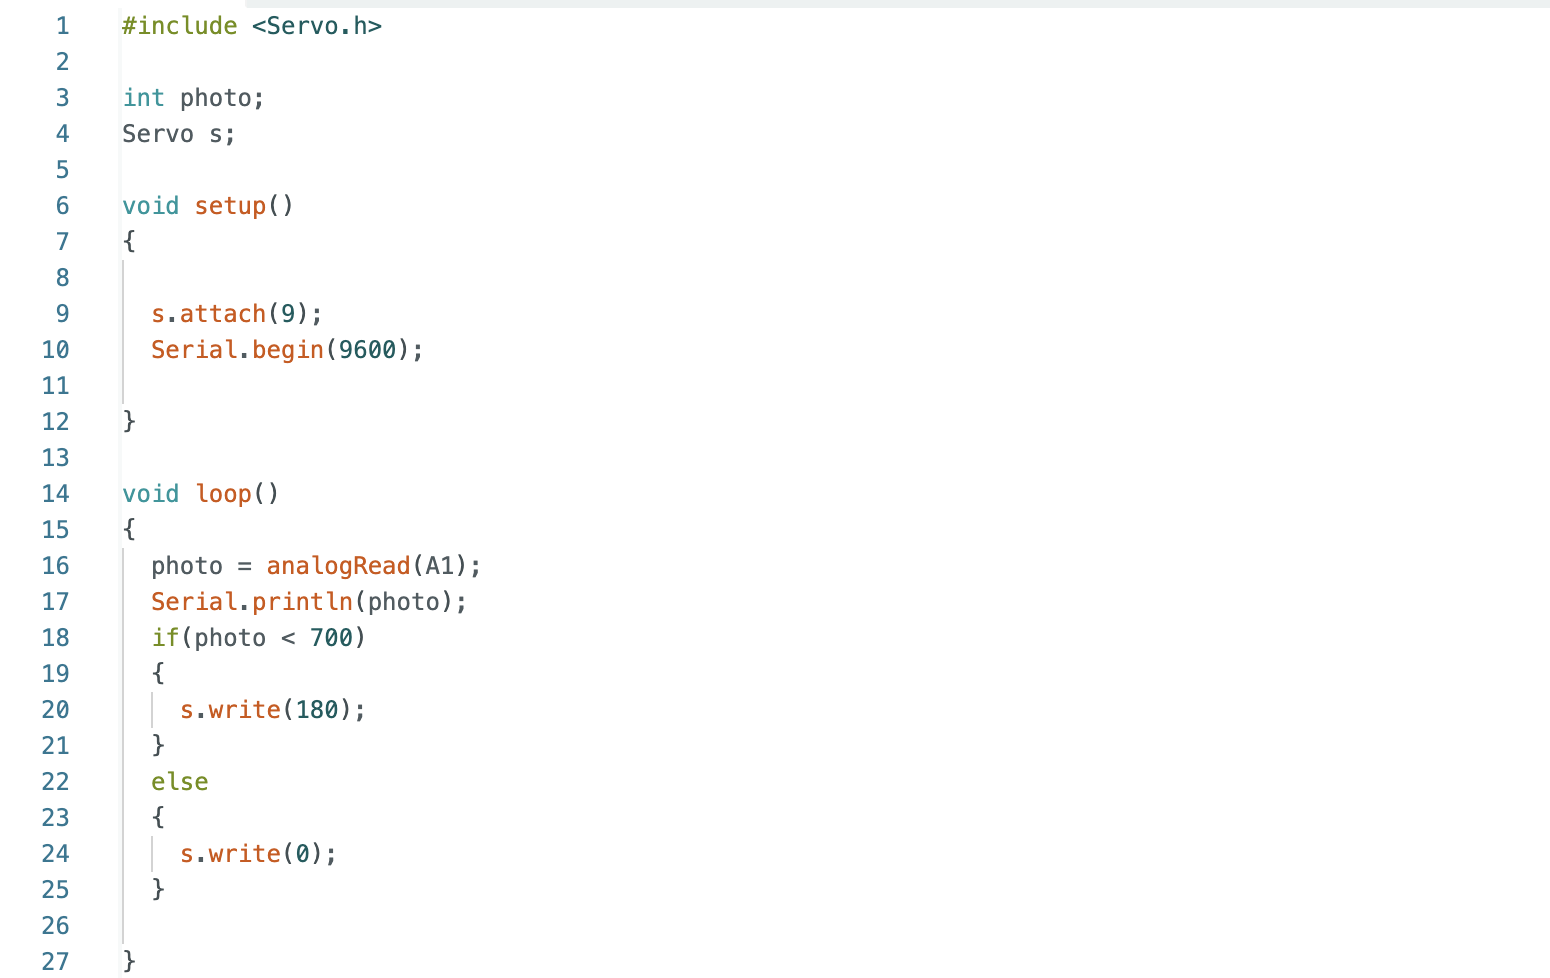 1 #include <Servo.h>
2
3 int photo;
4 Servo s;
5
6 void setup()
7 {
8
9   s.attach(9);
10   Serial.begin(9600);
11
12 }
13
14 void loop()
15 {
16   photo = analogRead(A1);
17   Serial.println(photo);
18   if(photo < 700)
19   {
20     s.write(180);
21   }
22   else
23   {
24     s.write(0);
25   }
26
27 }